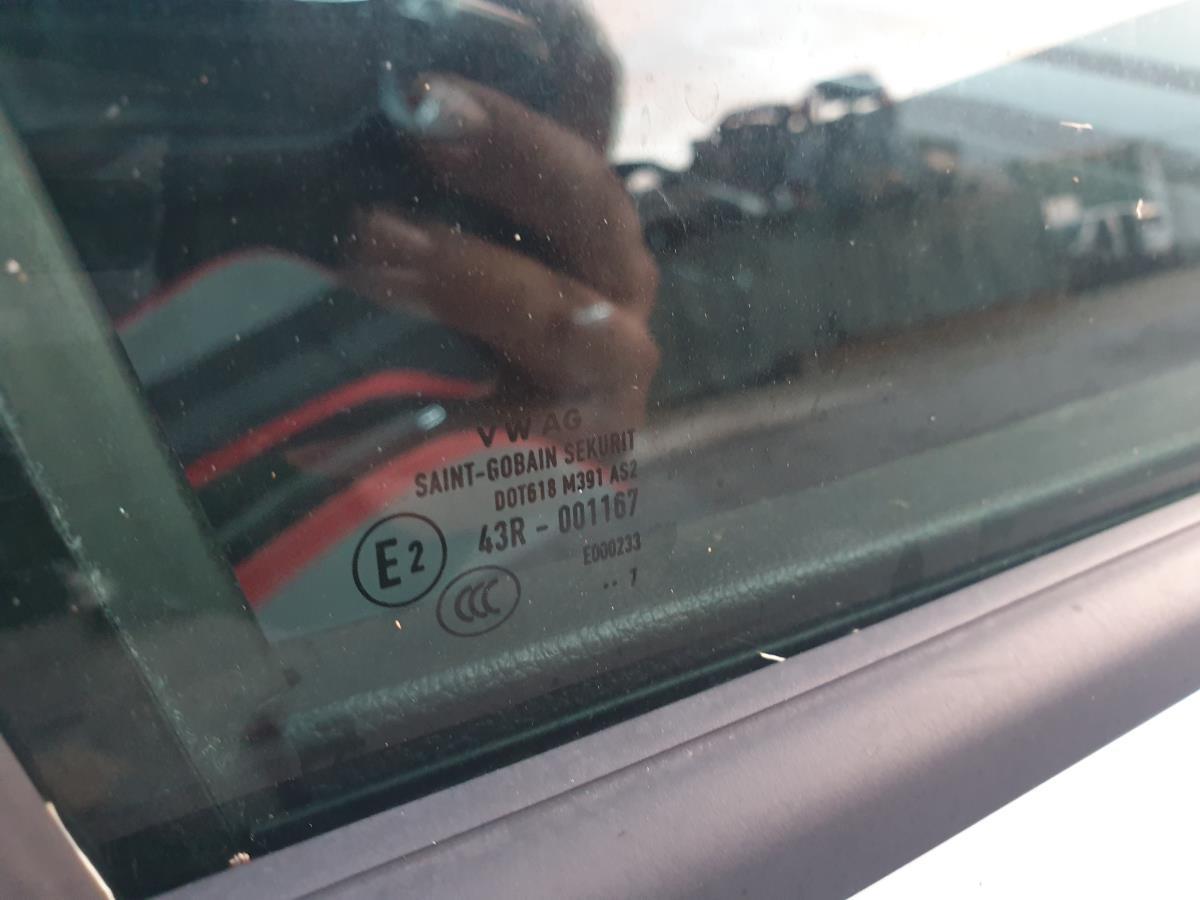 VW AG
SAINT-GOBAIN SEKURIT
DOT618 M391 AS2
43R - 001167
E2
E000233
CCC
·· 7